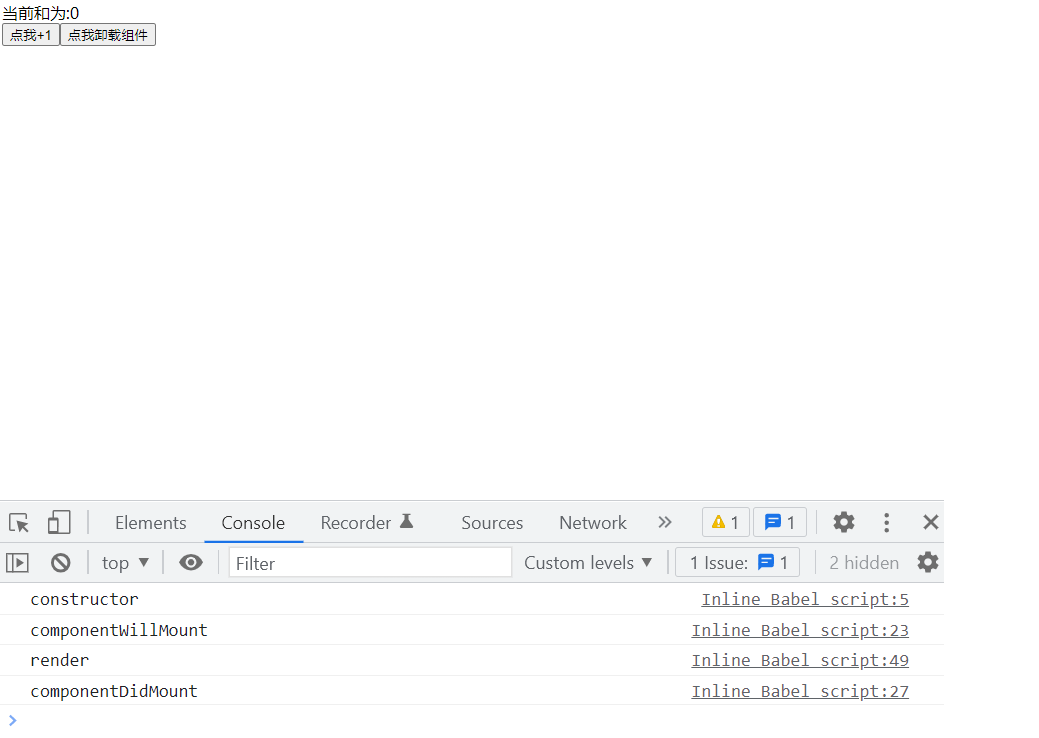 当前和为:0
点我+1 点我卸载组件
Elements Console Recorder Sources Network 1 1
top Filter Custom levels 1 Issue: 1 2 hidden
constructor Inline Babel script:5
componentWillMount Inline Babel script:23
render Inline Babel script:49
componentDidMount Inline Babel script:27